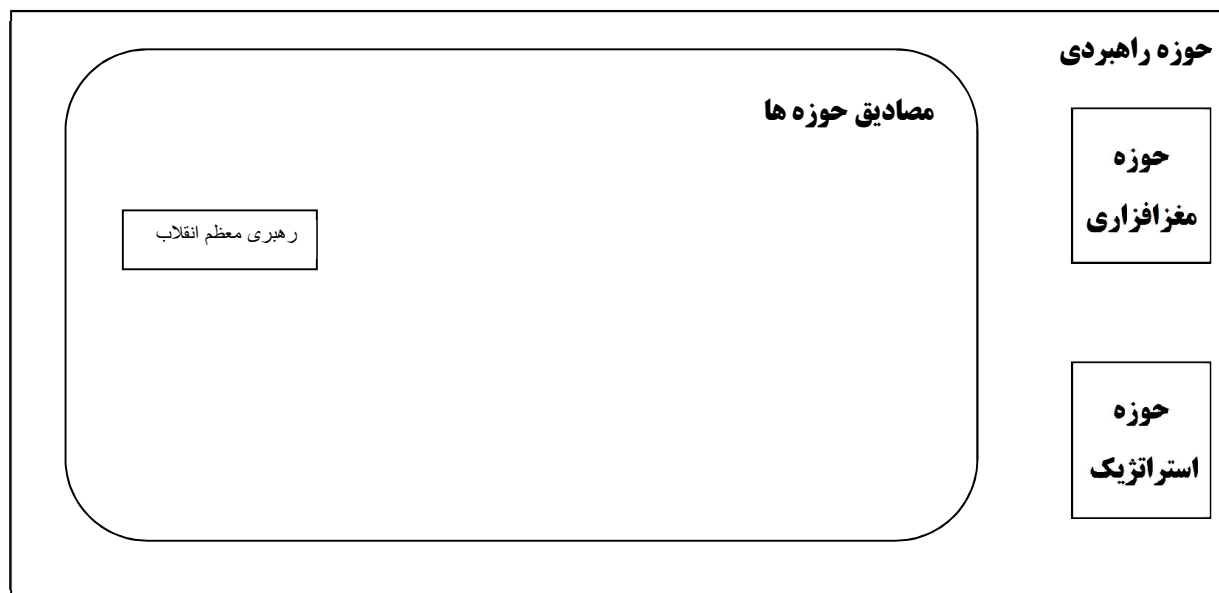 حوزه راهبردی
مصادیق حوزه ها
حوزه
مغزافزاری
رهبری معظم انقلاب
حوزه
استراتژیک